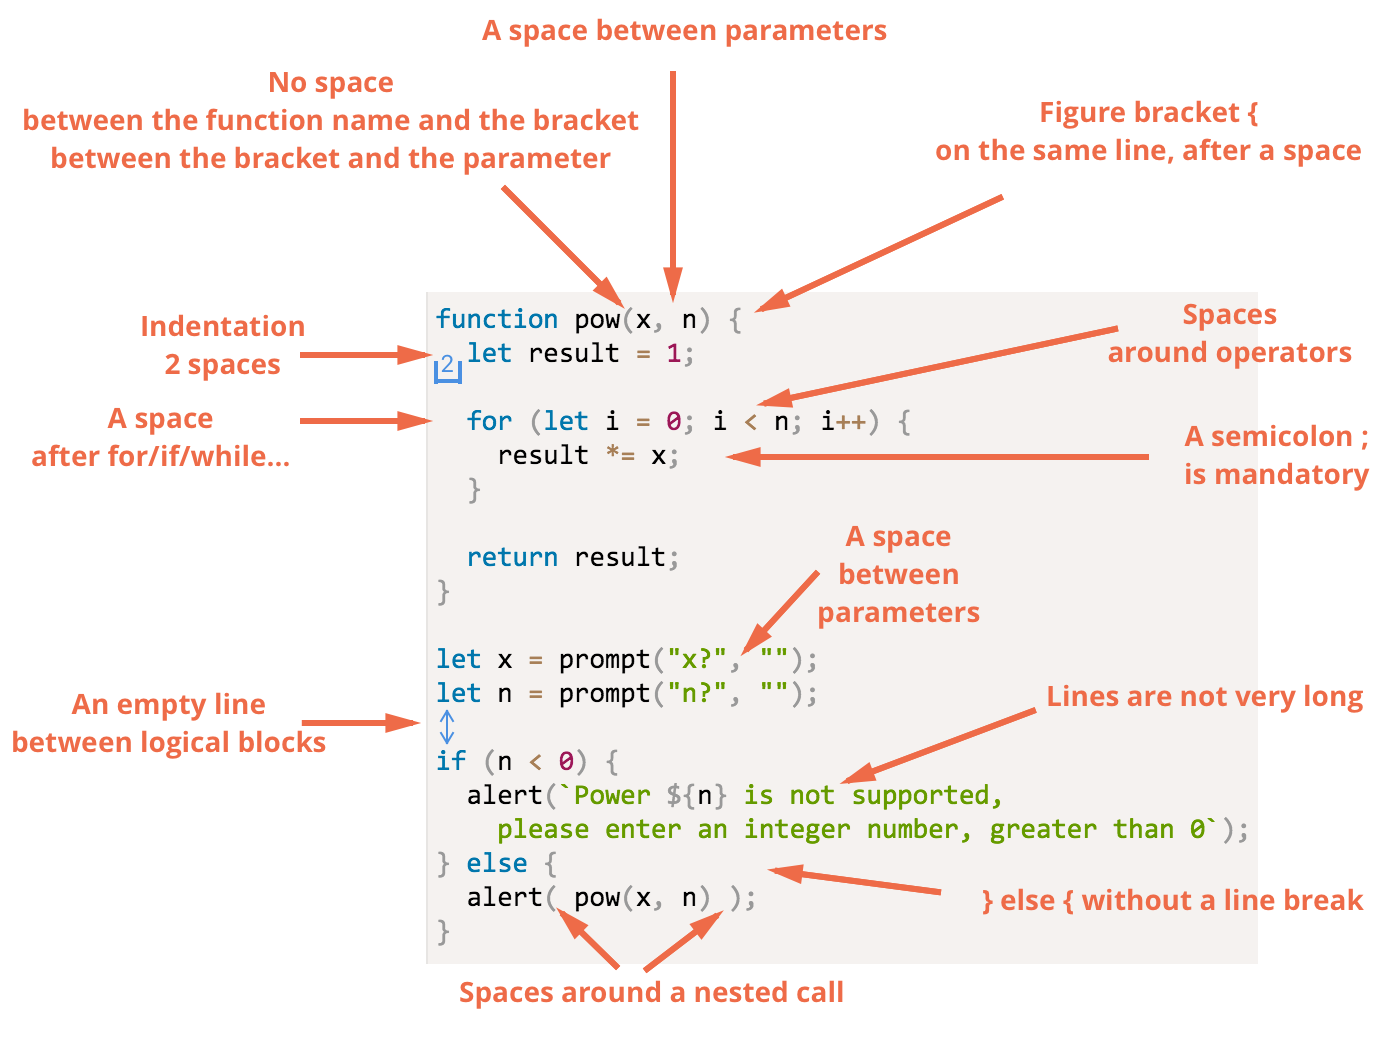 A space between parameters
No space
between the function name and the bracket
between the bracket and the parameter
Figure bracket {
on the same line, after a space
Indentation
2 spaces
A space
after for/if/while...
An empty line
between logical blocks
function pow(x, n) {
  let result = 1;
2
  for (let i = 0; i < n; i++) {
    result *= x;
  }
  return result;
}
let x = prompt("x?", "");
let n = prompt("n?", "");
if (n < 0) {
  alert(`Power ${n} is not supported,
    please enter an integer number, greater than 0`);
} else {
  alert( pow(x, n) );
}
Spaces
around operators
A semicolon ;
is mandatory
A space
between
parameters
Lines are not very long
} else { without a line break
Spaces around a nested call